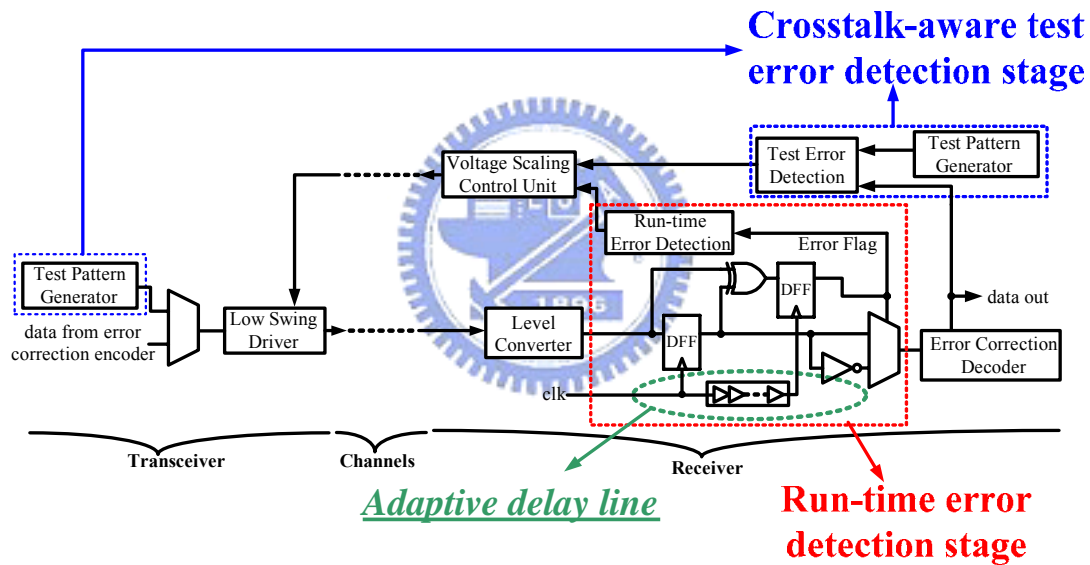 Crosstalk-aware test
error detection stage
Voltage Scaling
Control Unit
Test Error
Detection
Test Pattern
Generator
Run-time
Error Detection
Error Flag
Test Pattern
Generator
data from error
correction encoder
Low Swing
Driver
1896
Level
Converter
DFF
DFF
data out
Error Correction
Decoder
clk
Transceiver
Channels
Receiver
Adaptive delay line
Run-time error
detection stage